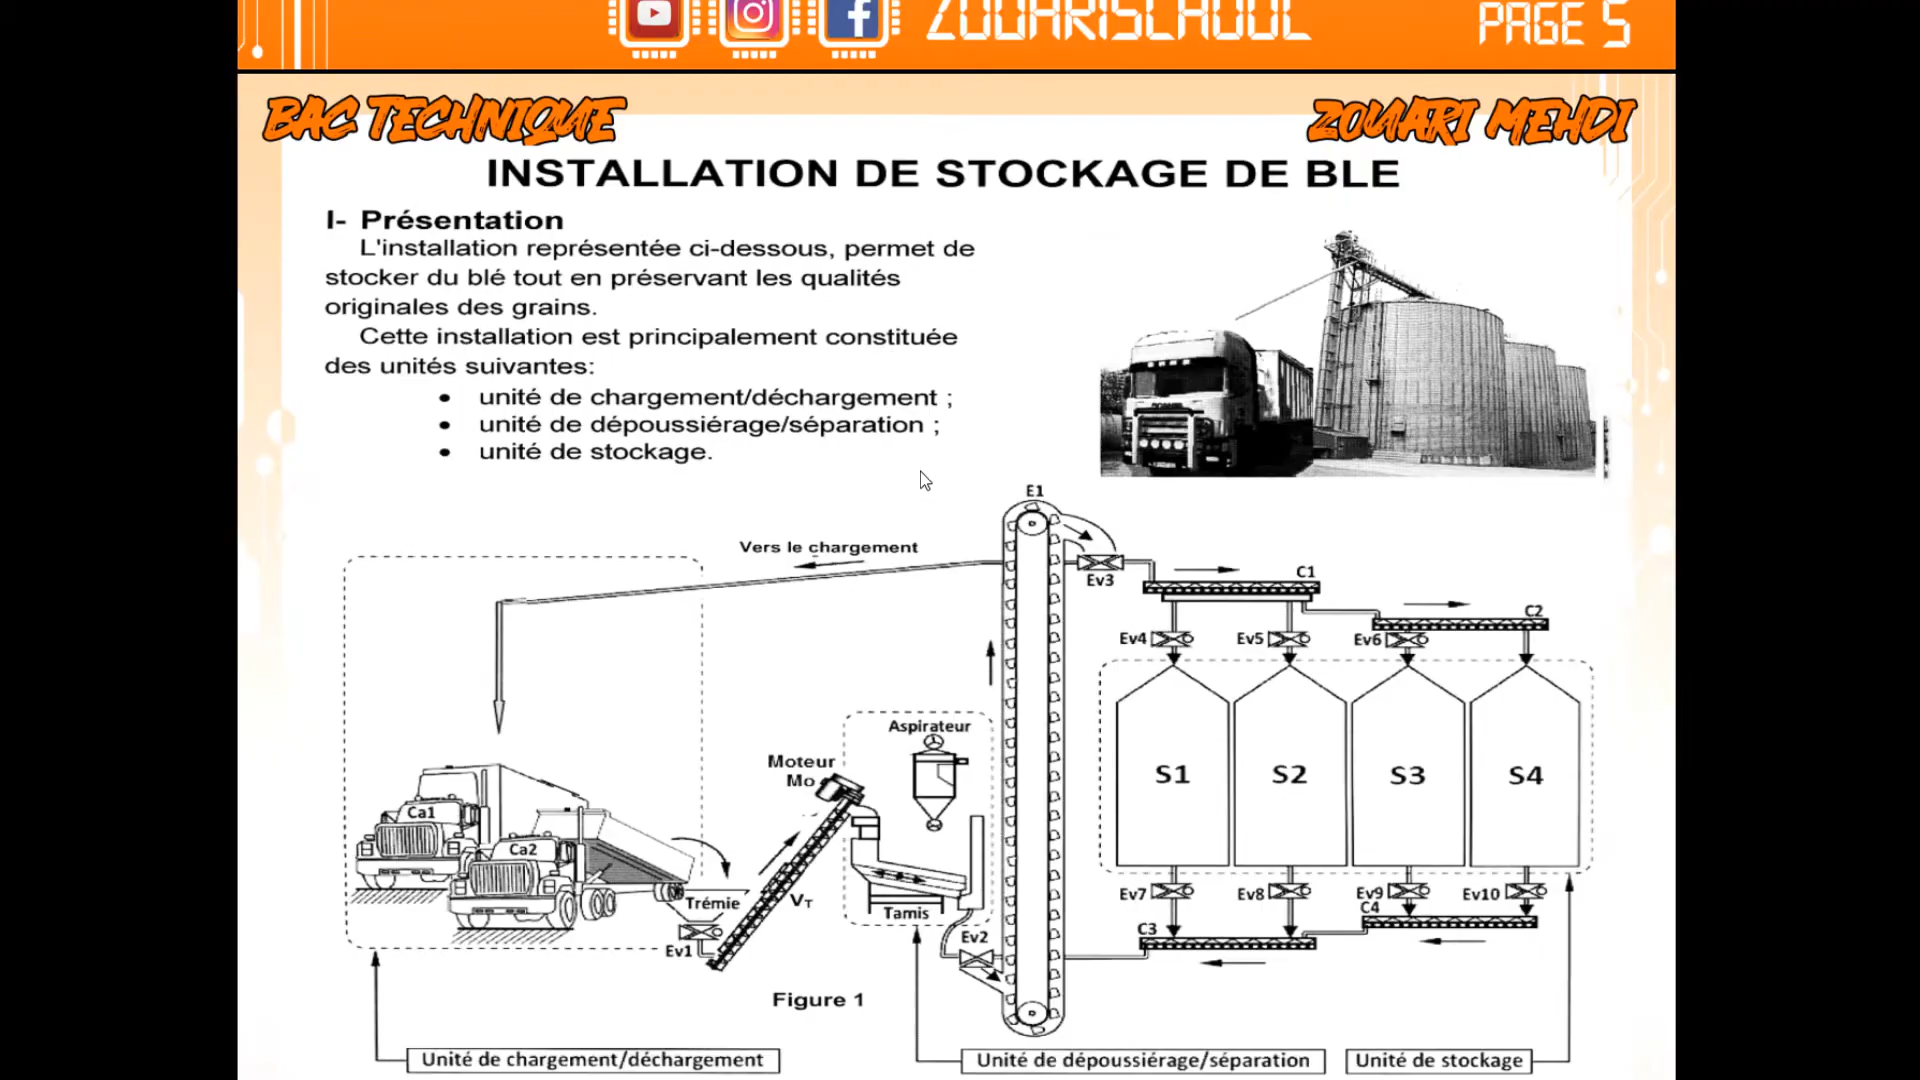 ZOUARISCHOOL
PAGE 5
BAC TECHNIQUE
ZOUARI MEHDI
INSTALLATION DE STOCKAGE DE BLE
I- Présentation
L'installation représentée ci-dessous, permet de
stocker du blé tout en préservant les qualités
originales des grains.
Cette installation est principalement constituée
des unités suivantes:
• unité de chargement/déchargement ;
• unité de dépoussiérage/séparation ;
• unité de stockage.
E1
Vers le chargement
Ev3
C1
C2
Ev4
Ev5
Ev6
Aspirateur
Moteur
Mo
S1
S2
S3
S4
Ca1
Ca2
Trémie
VT
Tamis
Ev7
Ev8
Ev9
Ev10
C4
C3
Ev1
Ev2
Figure 1
Unité de chargement/déchargement
Unité de dépoussiérage/séparation
Unité de stockage